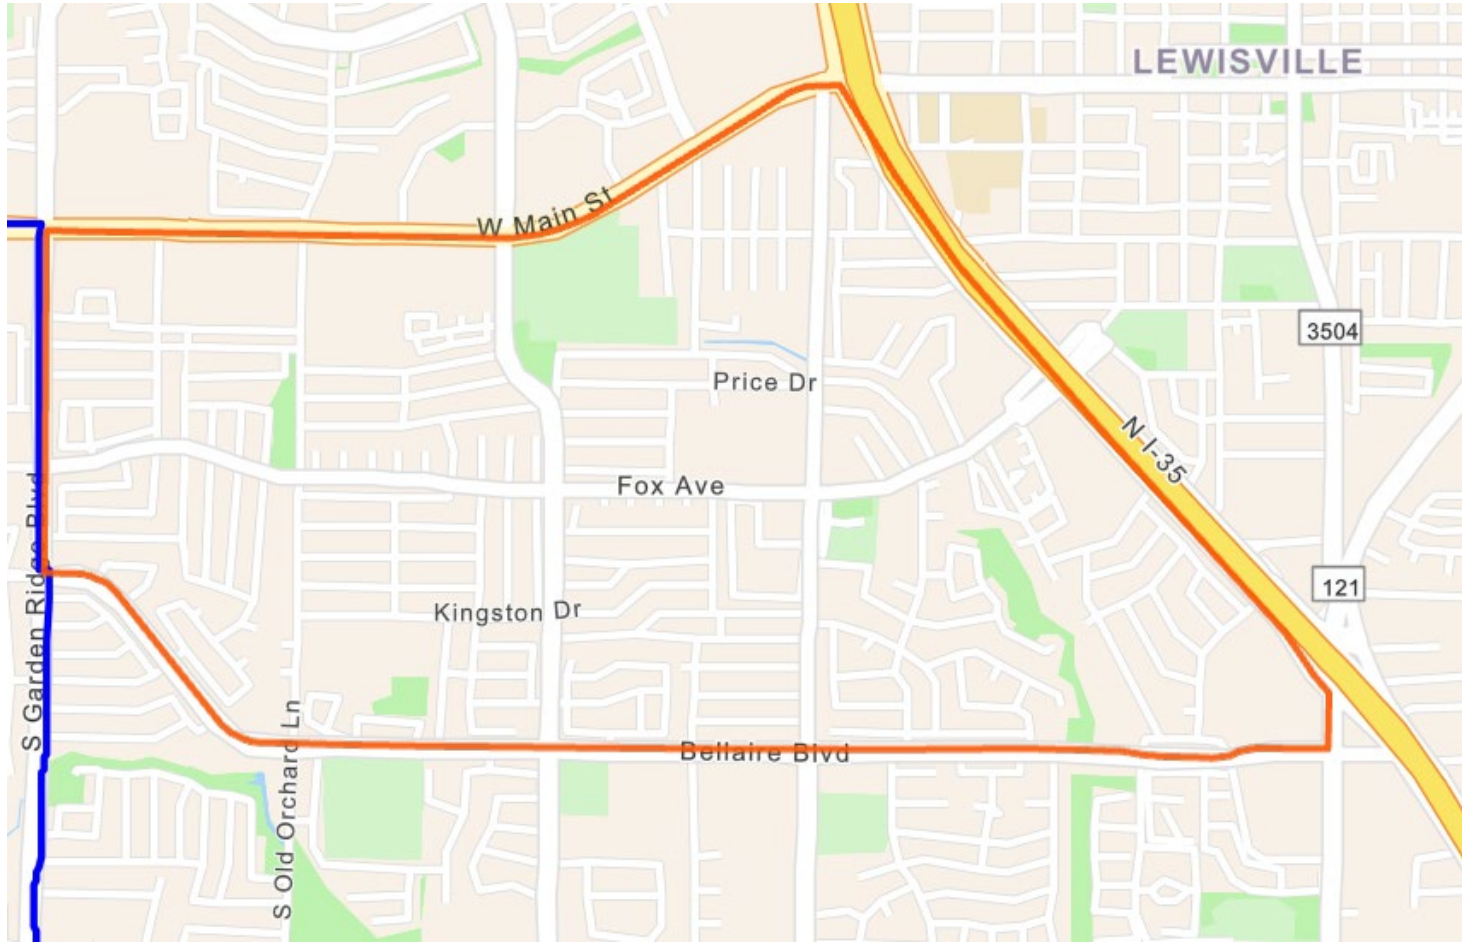 LEWISVILLE
W Main St
3504
Price Dr
N I-35
Fox Ave
121
Kingston Dr
S Garden Ridge Blvd
S Old Orchard Ln
Bellaire Blvd